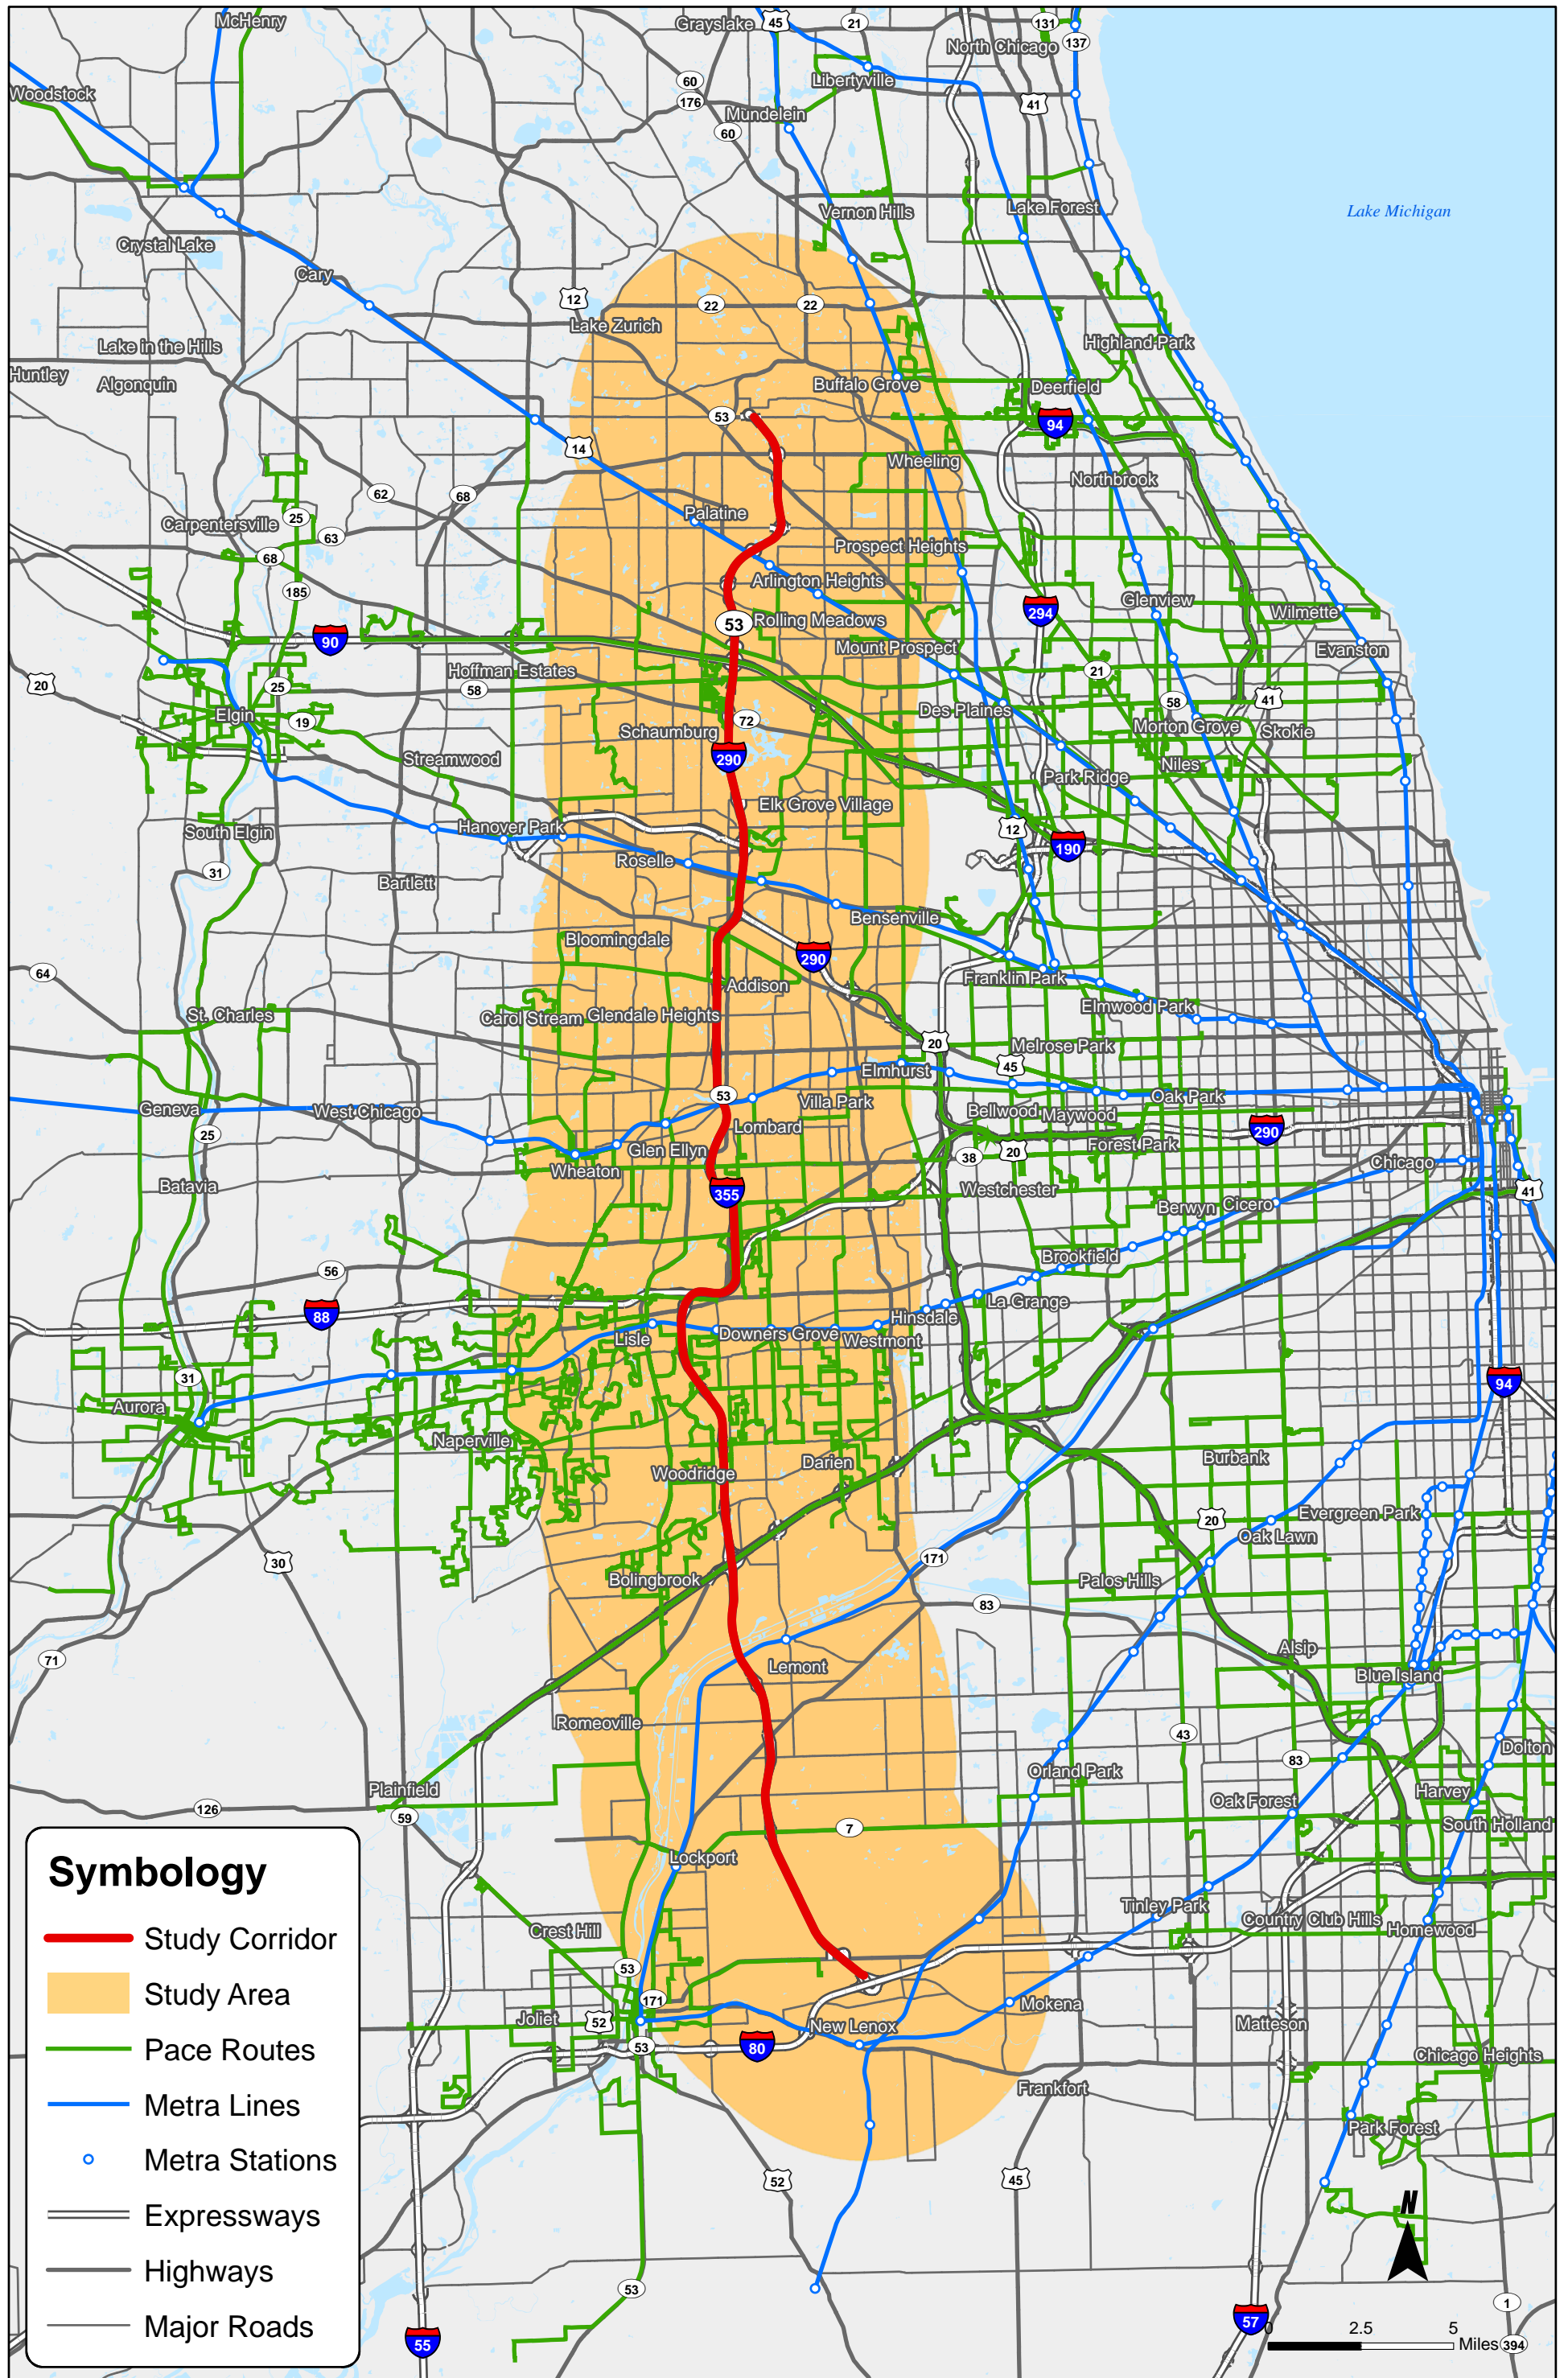 McHenry
Grayslake
45
21
131
137
North Chicago
Woodstock
60
Libertyville
176
41
Mundelein
60
Lake Forest
Vernon Hills
Lake Michigan
Crystal Lake
Cary
12
22
22
Lake Zurich
Highland Park
Lake in the Hills
Huntley
Algonquin
Buffalo Grove
Deerfield
53
94
14
Wheeling
Northbrook
62
68
Palatine
25
Carpentersville
63
Prospect Heights
68
Arlington Heights
185
Glenview
294
Wilmette
53
Rolling Meadows
90
Mount Prospect
Evanston
Hoffman Estates
21
20
25
58
58
41
Elgin
19
72
Des Plaines
Morton Grove
Skokie
Schaumburg
290
Streamwood
Niles
Park Ridge
Elk Grove Village
South Elgin
Hanover Park
12
190
Roselle
31
Bartlett
Bensenville
Bloomingdale
290
64
Franklin Park
Addison
Elmwood Park
St. Charles
Carol Stream
Glendale Heights
20
Melrose Park
45
Elmhurst
53
Oak Park
Geneva
West Chicago
Villa Park
Bellwood
Maywood
25
Lombard
290
Glen Ellyn
20
Forest Park
38
Wheaton
Chicago
Batavia
355
Westchester
41
Berwyn
Cicero
Brookfield
56
88
La Grange
Hinsdale
Lisle
Downers Grove
Westmont
31
94
Aurora
Naperville
Burbank
Woodridge
Darien
20
Evergreen Park
Oak Lawn
30
171
Bolingbrook
Palos Hills
83
71
Alsip
Lemont
Blue Island
Romeoville
43
Dolton
83
Orland Park
Plainfield
Harvey
126
59
Oak Forest
7
South Holland
Lockport
Symbology
Tinley Park
Country Club Hills
Crest Hill
Homewood
Study Corridor
53
Study Area
171
Mokena
Joliet
52
New Lenox
Matteson
Pace Routes
53
80
Chicago Heights
Frankfort
Metra Lines
Park Forest
Metra Stations
52
45
N
Expressways
Highways
53
1
57
0
2.5
5
Miles
394
Major Roads
55